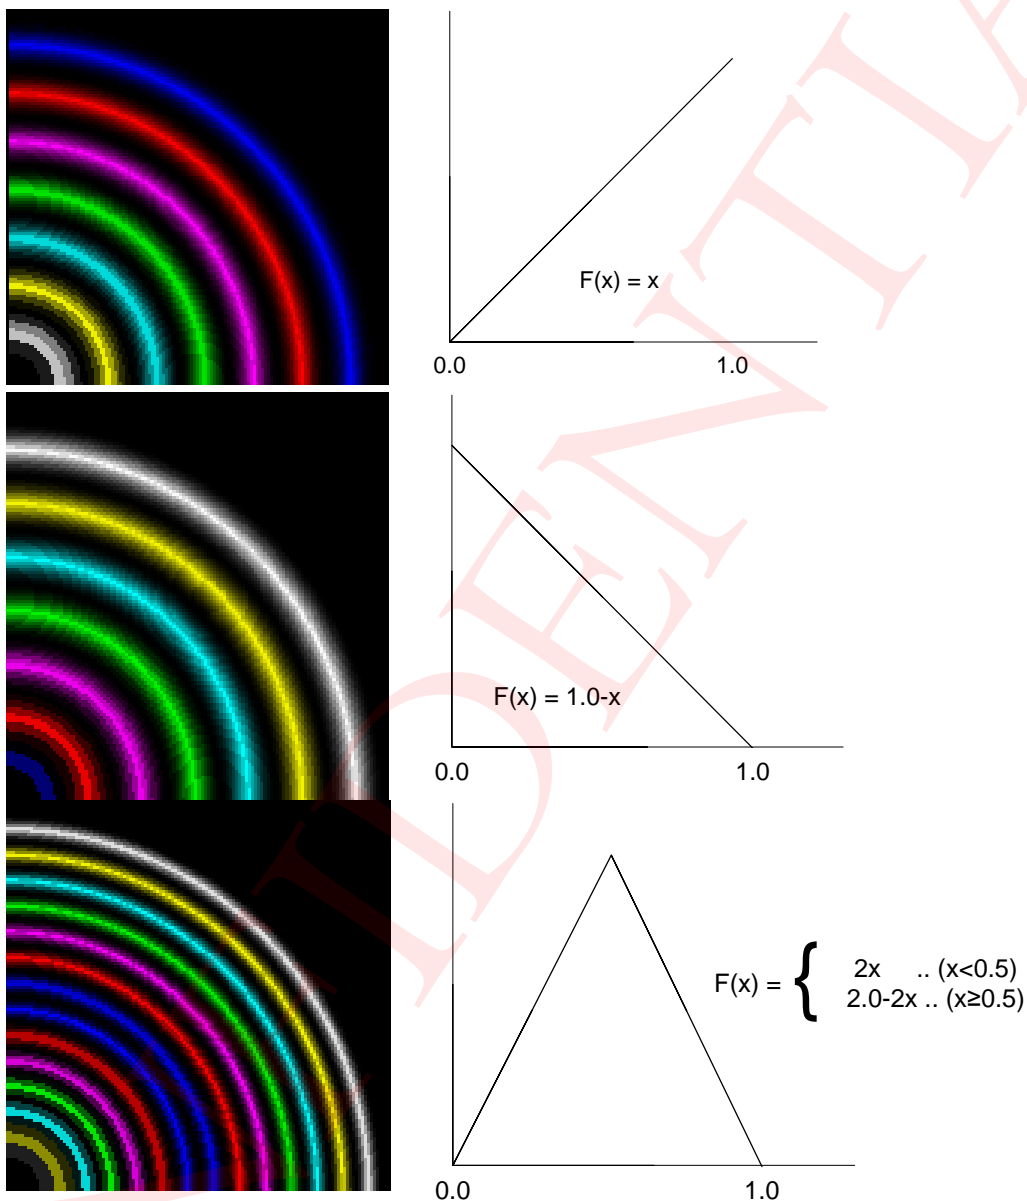 F(x) = x
0.0 1.0
F(x) = 1.0-x
0.0 1.0
F(x) = { 2x .. (x<0.5)
2.0-2x .. (x≥0.5)
0.0 1.0
IDENTIA